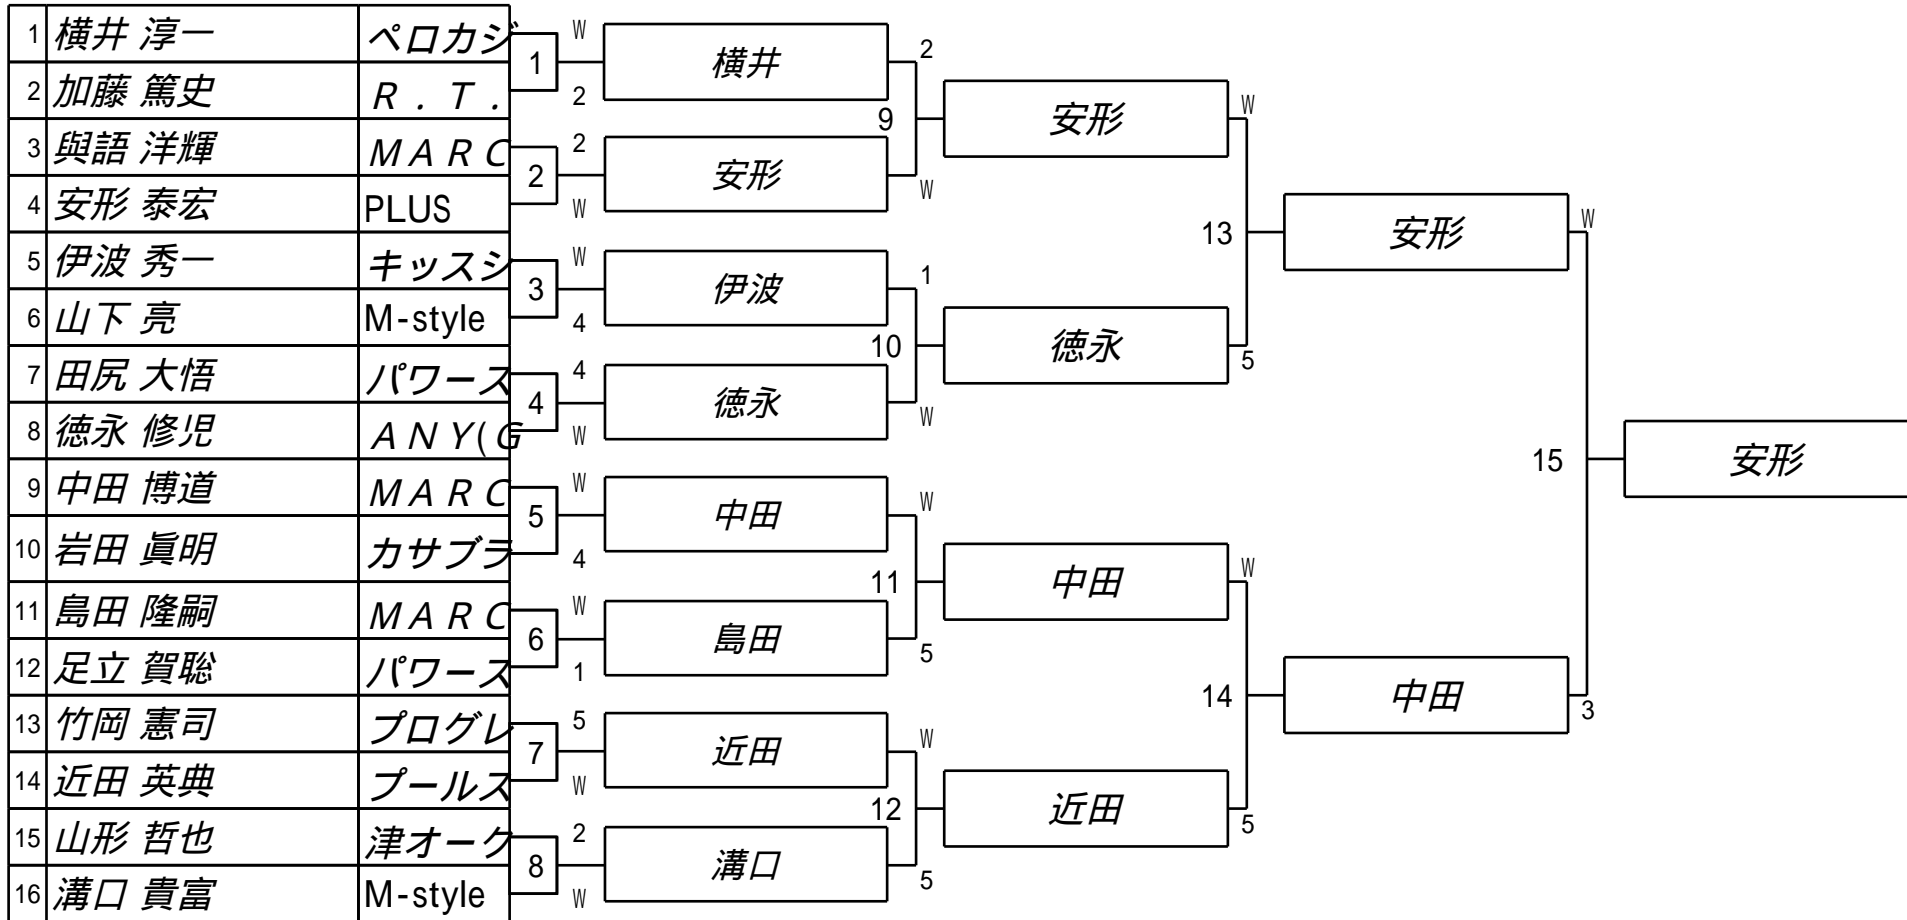 1 横井 淳一 ペロカジ
2 加藤 篤史 Ｒ．Ｔ．
3 與語 洋輝 ＭＡＲＣ
4 安形 泰宏 PLUS
5 伊波 秀一 キッスシ
6 山下 亮 M-style
7 田尻 大悟 パワース
8 徳永 修児 ＡＮＹ(G
9 中田 博道 ＭＡＲＣ
10 岩田 眞明 カサブラ
11 島田 隆嗣 ＭＡＲＣ
12 足立 賀聡 パワース
13 竹岡 憲司 プログレ
14 近田 英典 プールス
15 山形 哲也 津オーク
16 溝口 貴富 M-style
1 W 2
2 2 W
3 W 4
4 4 W
5 W 4
6 W 1
7 5 W
8 2 W
横井 2
9
安形 W
伊波 1
10
徳永 W
中田 W
11
島田 5
近田 W
12
溝口 5
安形 W
13
徳永 5
中田 W
14
近田 5
安形 W
15
中田 3
安形